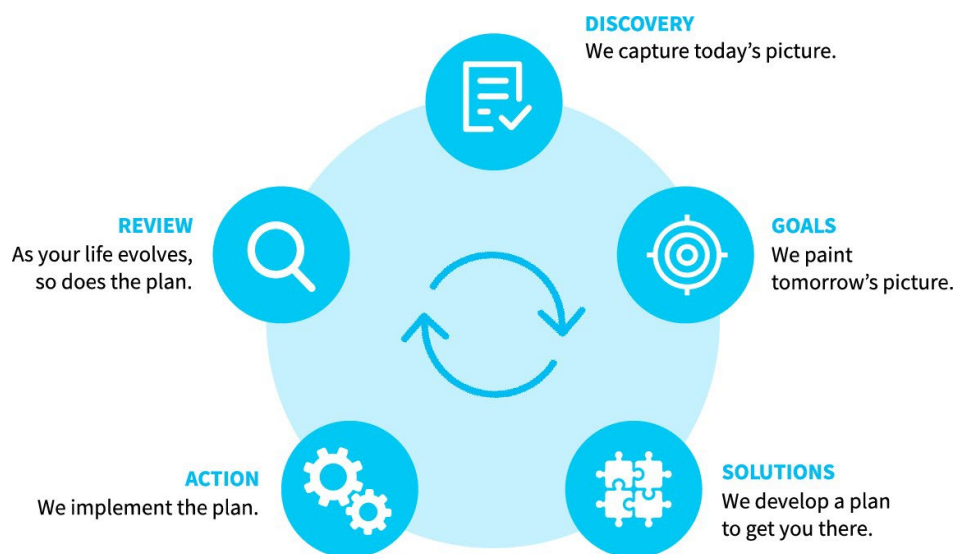 DISCOVERY
We capture today’s picture.
GOALS
We paint
tomorrow’s picture.
SOLUTIONS
We develop a plan
to get you there.
ACTION
We implement the plan.
REVIEW
As your life evolves,
so does the plan.